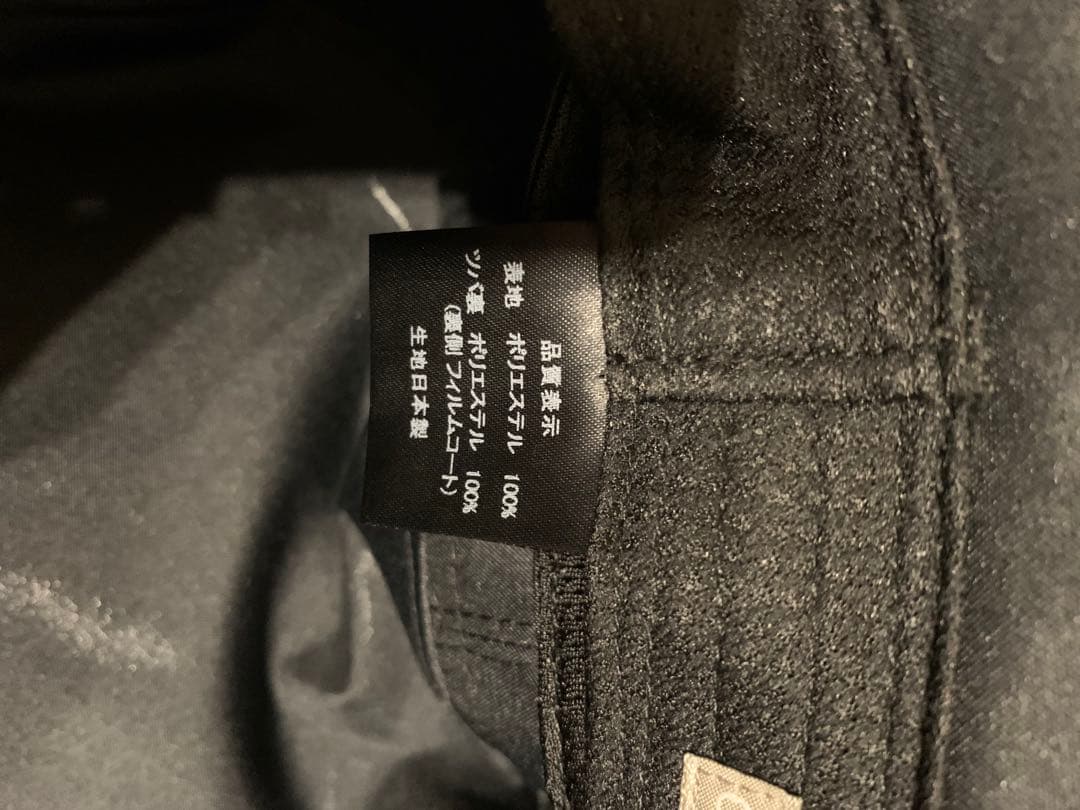 品質表示
表地 ポリエステル 100%
ツバ裏 ポリエステル 100%
(裏側フィルムコート)
生地日本製